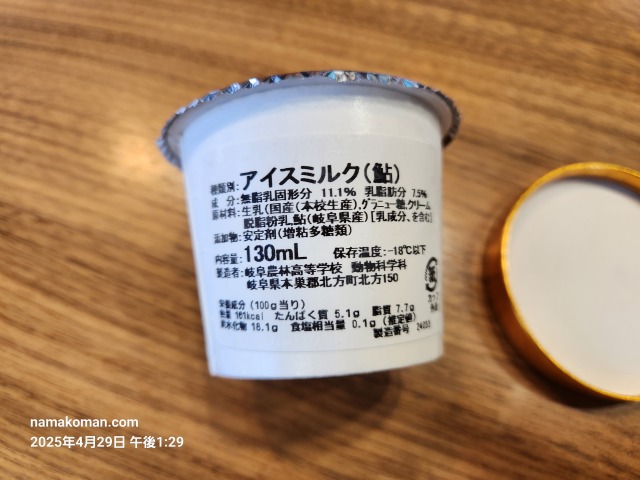 種類別:アイスミルク(鮎)
成 分:無脂乳固形分 11.1% 乳脂肪分 7.5%
原材料:生乳(国産(本校生産),グラニュー糖,クリーム
脱脂粉乳,鮎(岐阜県産)[乳成分、を含む]
添加物:安定剤(増粘多糖類)
内容量:130mL 保存温度:-18℃以下
製造者:岐阜農林高等学校 動物科学科
岐阜県本巣郡北方町北方150
栄養成分(100g当り)
熱量 161kcal たんぱく質 5.1g 脂質 7.7g
炭水化物 18.1g 食塩相当量 0.1g (推定値)
製造番号
namakoman.com
2025年4月29日 午後1:29